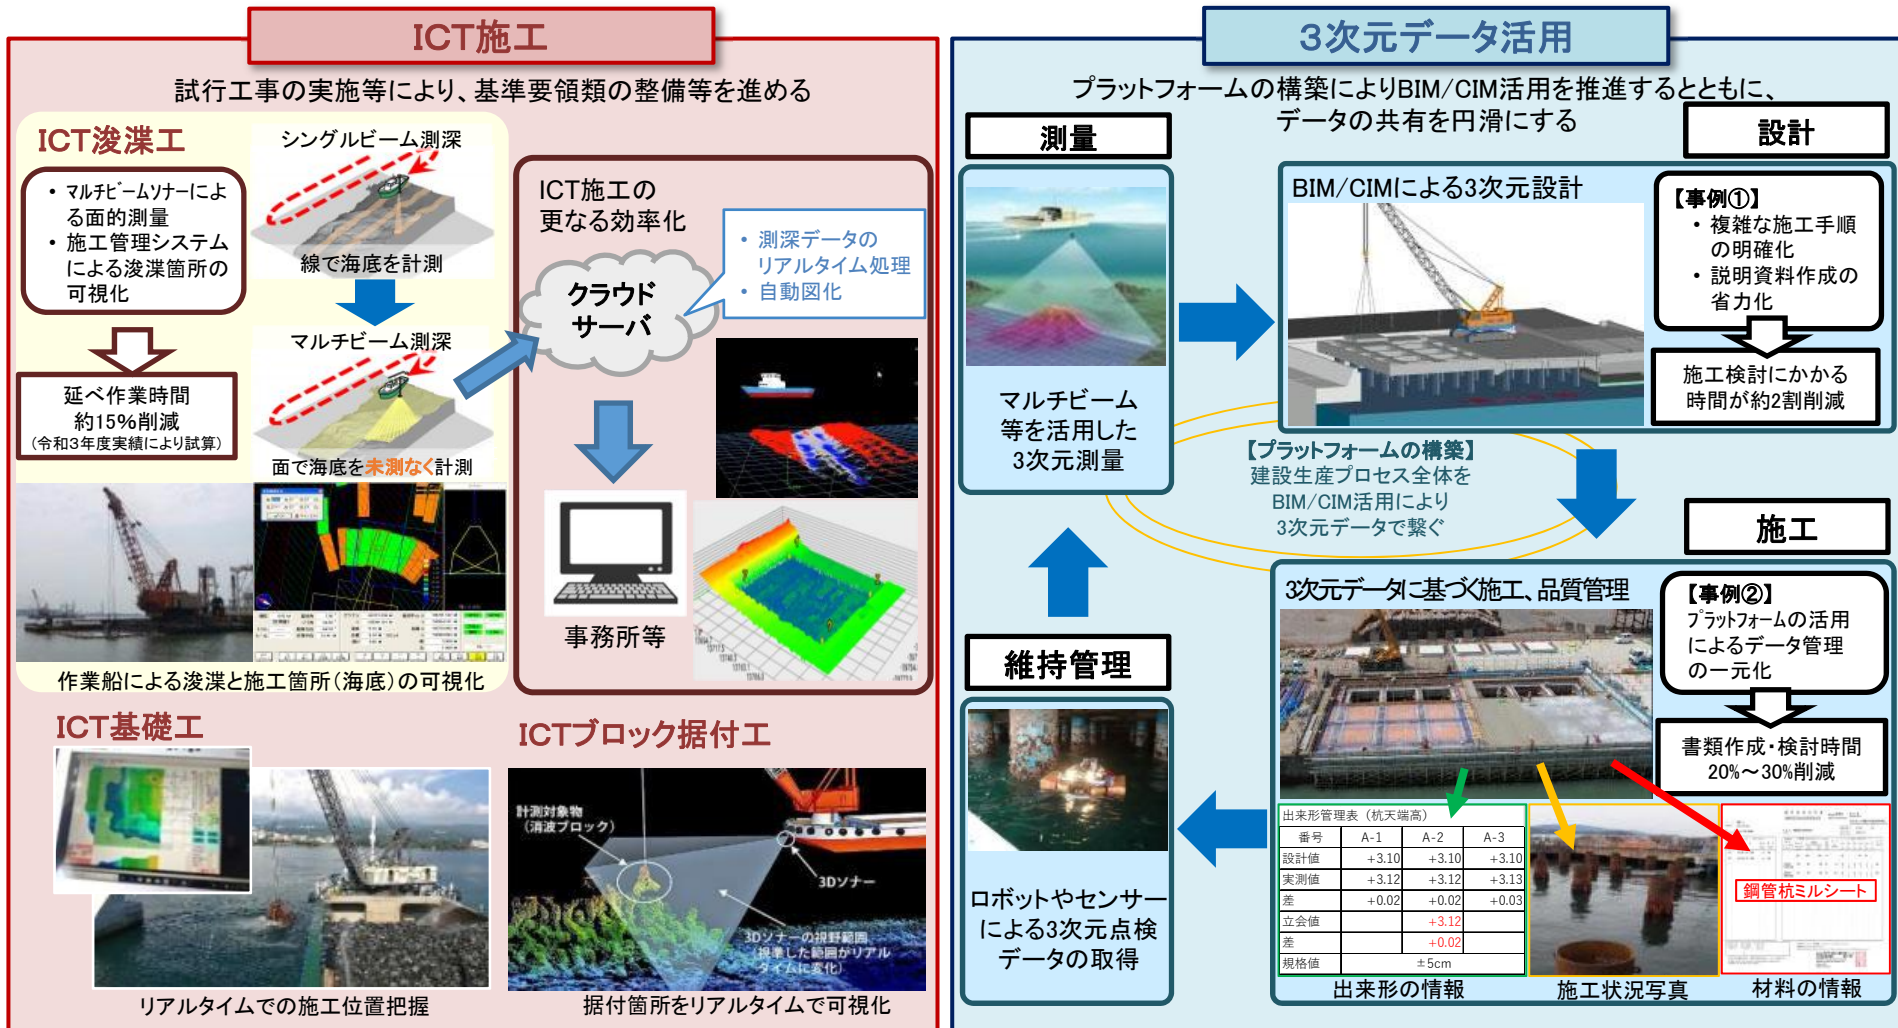 ICT施工
試行工事の実施等により、基準要領類の整備等を進める
ICT浚渫工
・マルチビームソナーによ
る面的測量
・施工管理システム
による浚渫箇所の
可視化
延べ作業時間
約15%削減
（令和３年度実績により試算）
シングルビーム測深
線で海底を計測
マルチビーム測深
面で海底を未測なく計測
作業船による浚渫と施工箇所（海底）の可視化
ICT施工の
更なる効率化
・測深データの
リアルタイム処理
・自動図化
クラウド
サーバ
事務所等
ICT基礎工
リアルタイムでの施工位置把握
ICTブロック据付工
計測対象物
（消波ブロック）
3Dソナー
3Dソナーの視野範囲
タイムに変化）
据付箇所をリアルタイムで可視化
３次元データ活用
プラットフォームの構築によりBIM/CIM活用を推進するとともに、
データの共有を円滑にする
測量
マルチビーム
等を活用した
3次元測量
設計
BIM/CIMによる3次元設計
【事例①】
・複雑な施工手順
の明確化
・説明資料作成の
省力化
施工検討にかかる
時間が約2割削減
【プラットフォームの構築】
建設生産プロセス全体を
BIM/CIM活用により
3次元データで繋ぐ
施工
3次元データに基づく施工、品質管理
【事例②】
プラットフォームの活用
によるデータ管理
の一元化
書類作成・検討時間
20%～30%削減
出来形管理表（杭天端高）
番号 A-1 A-2 A-3
設計値 +3.10 +3.10 +3.10
実測値 +3.12 +3.12 +3.13
差 +0.02 +0.02 +0.03
立会値 +3.12
差 +0.02
規格値 ±5cm
出来形の情報
施工状況写真
鋼管杭ミルシート
材料の情報
維持管理
ロボットやセンサー
による3次元点検
データの取得